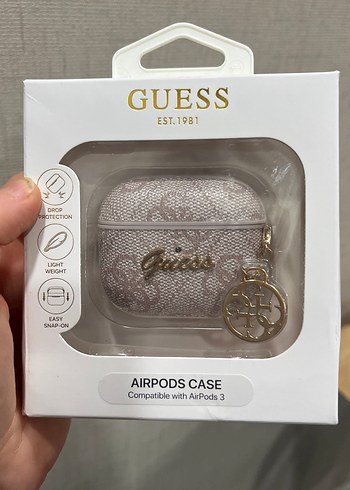 GUESS
EST.1981
DROP
PROTECTION
LIGHT
WEIGHT
EASY
SNAP-ON
Guess
AIRPODS CASE
Compatible with AirPods 3